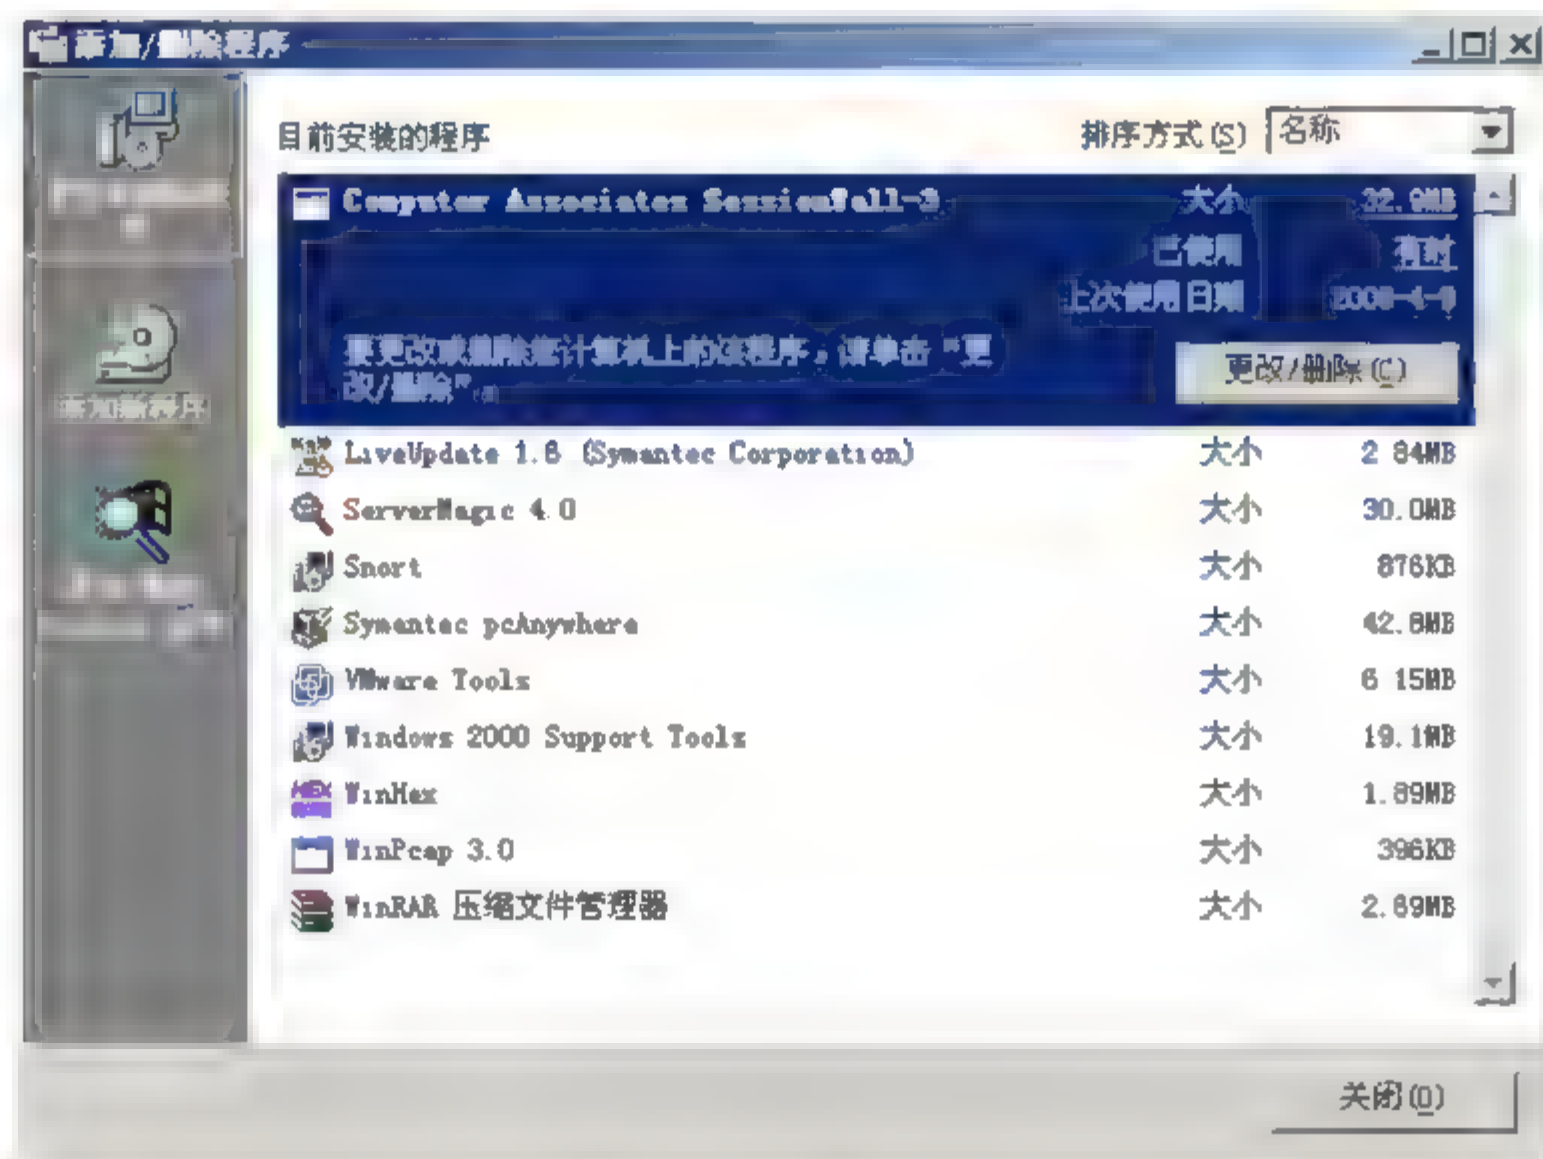 添加/删除程序
目前安装的程序 排序方式(S) 名称
Computer Associates SessionWall-3 大小 32.9MB
已使用 有时
上次使用日期
要更改或删除在计算机上的该程序，请单击“更
改/删除”。
更改/删除(C)
添加新程序
LiveUpdate 1.8 (Symantec Corporation) 大小 2.84MB
ServerMagic 4.0 大小 30.0MB
Snort 大小 876KB
Symantec pcAnywhere 大小 42.8MB
VMware Tools 大小 6.15MB
Windows 2000 Support Tools 大小 19.1MB
WinHex 大小 1.89MB
WinPcap 3.0 大小 396KB
WinRAR 压缩文件管理器 大小 2.69MB
关闭(O)